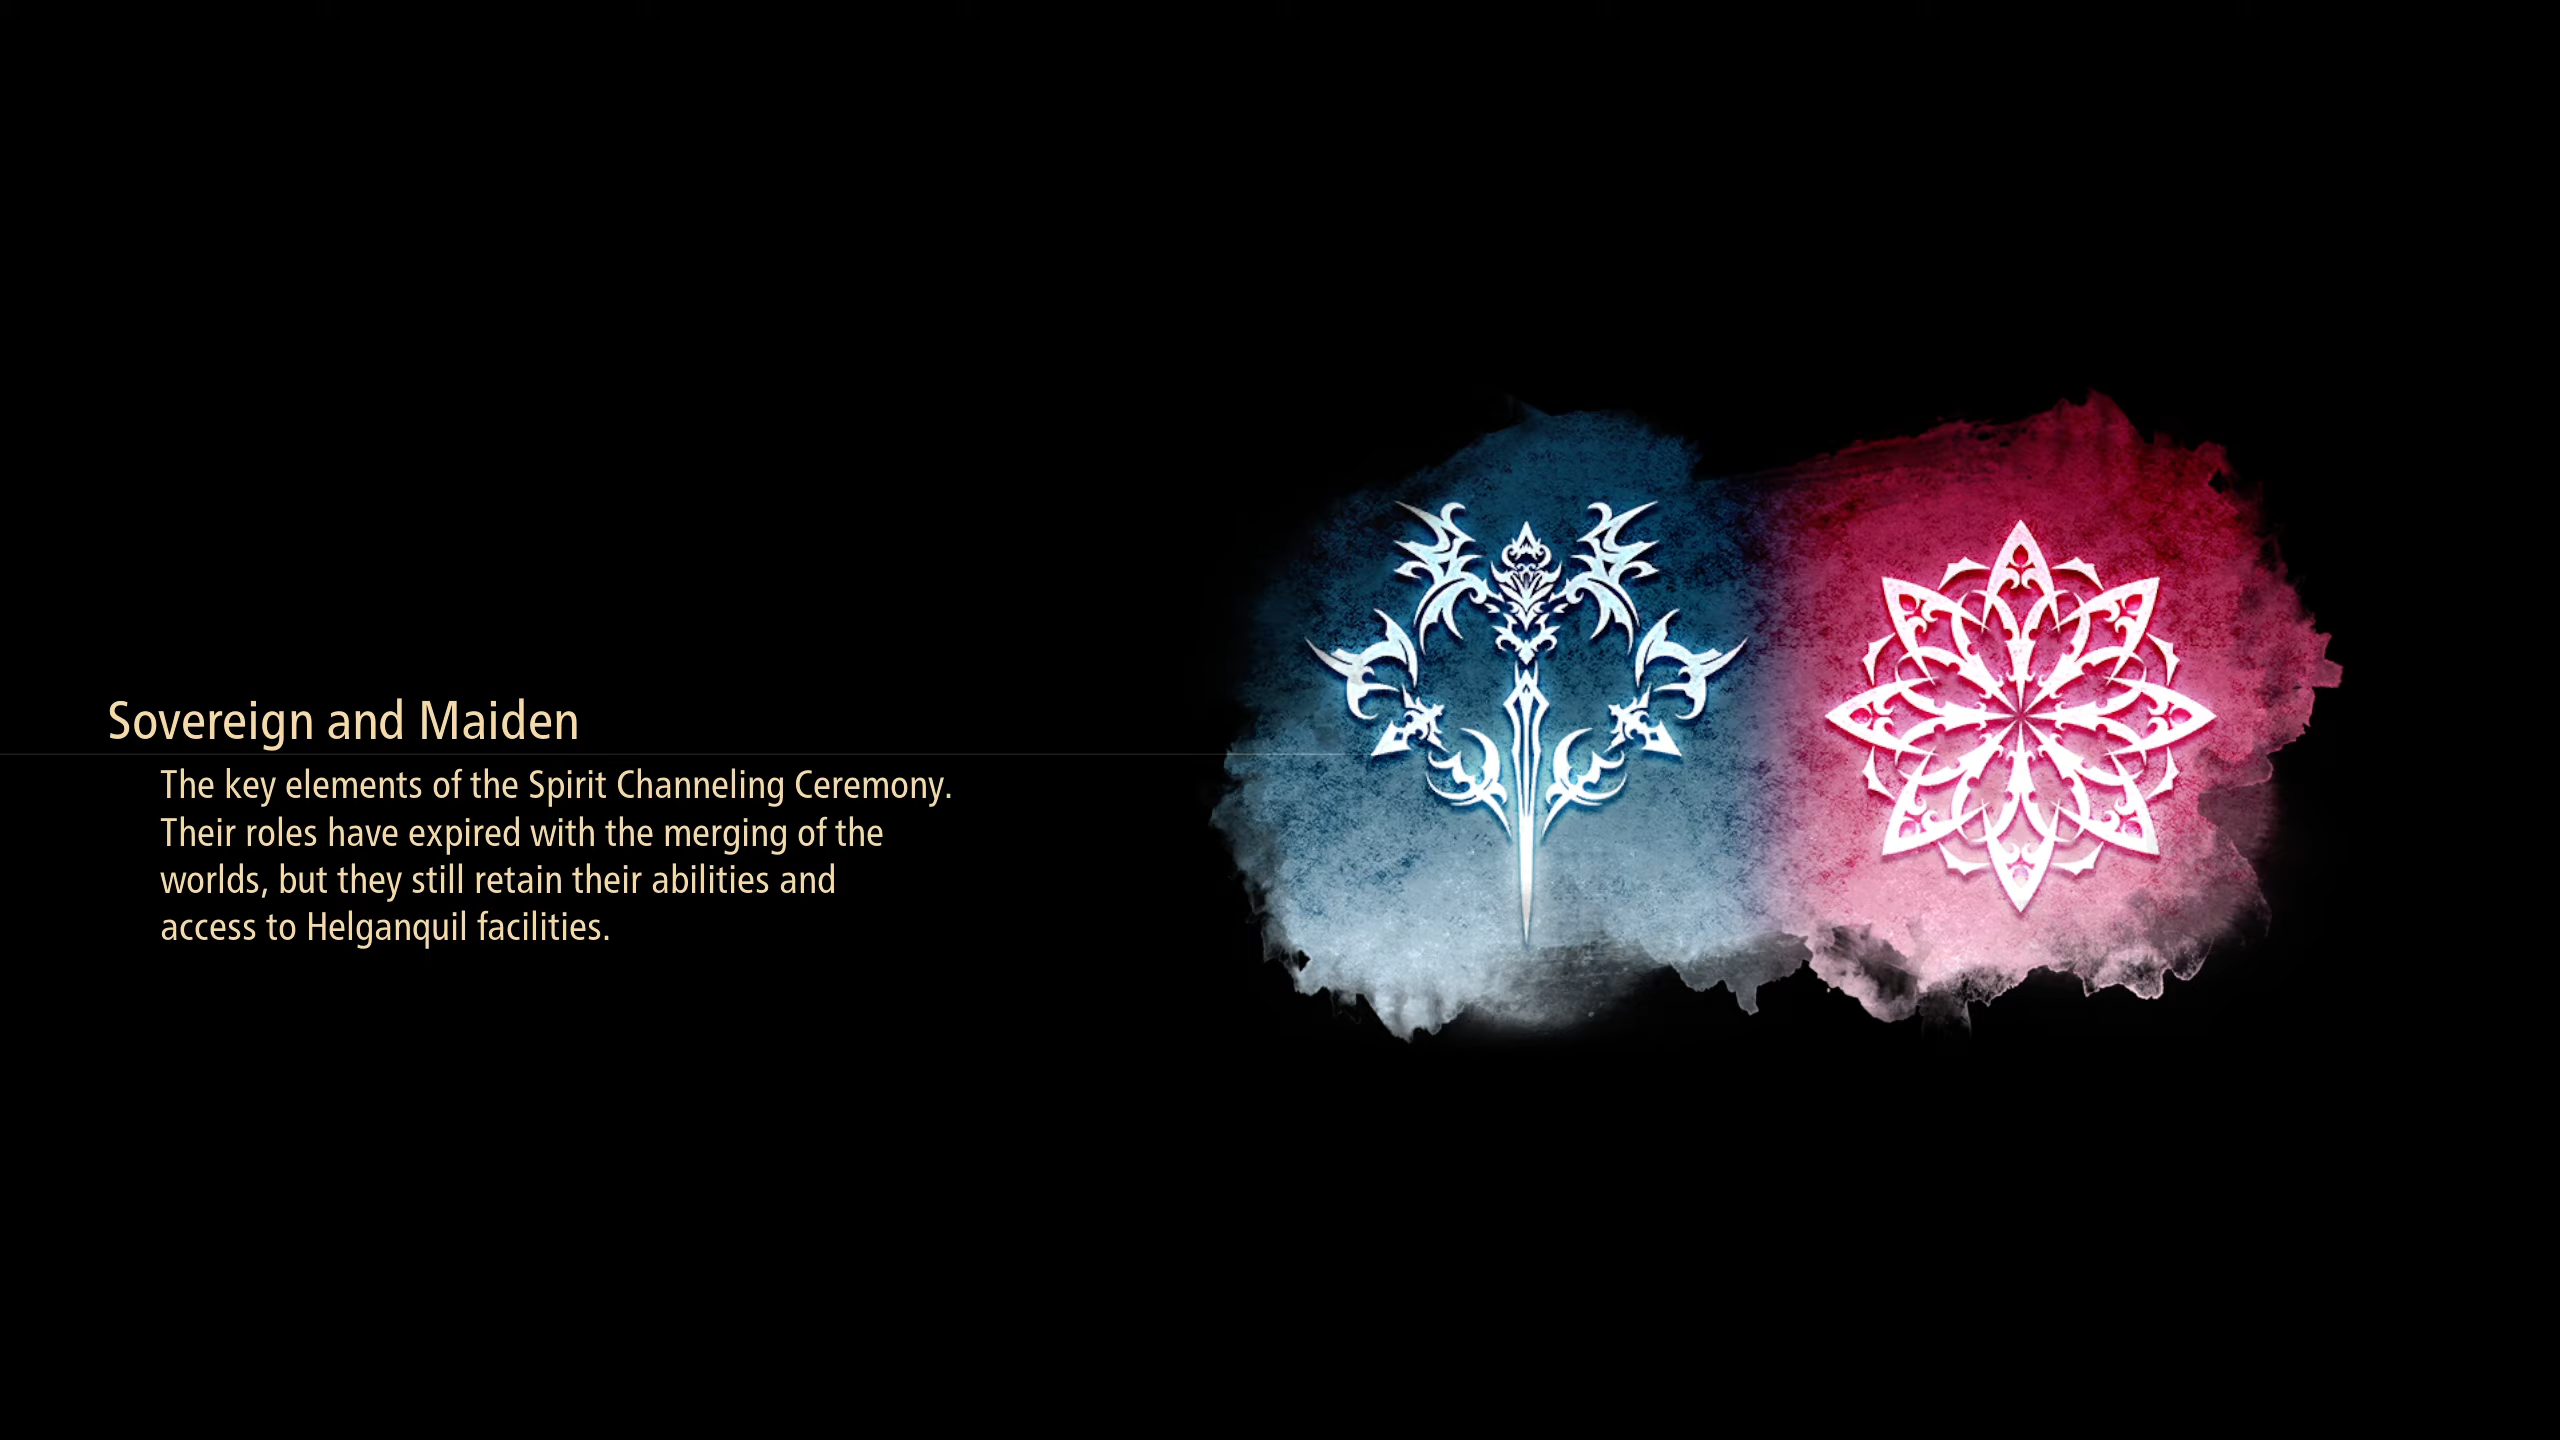 Sovereign and Maiden
The key elements of the Spirit Channeling Ceremony.
Their roles have expired with the merging of the
worlds, but they still retain their abilities and
access to Helganquil facilities.